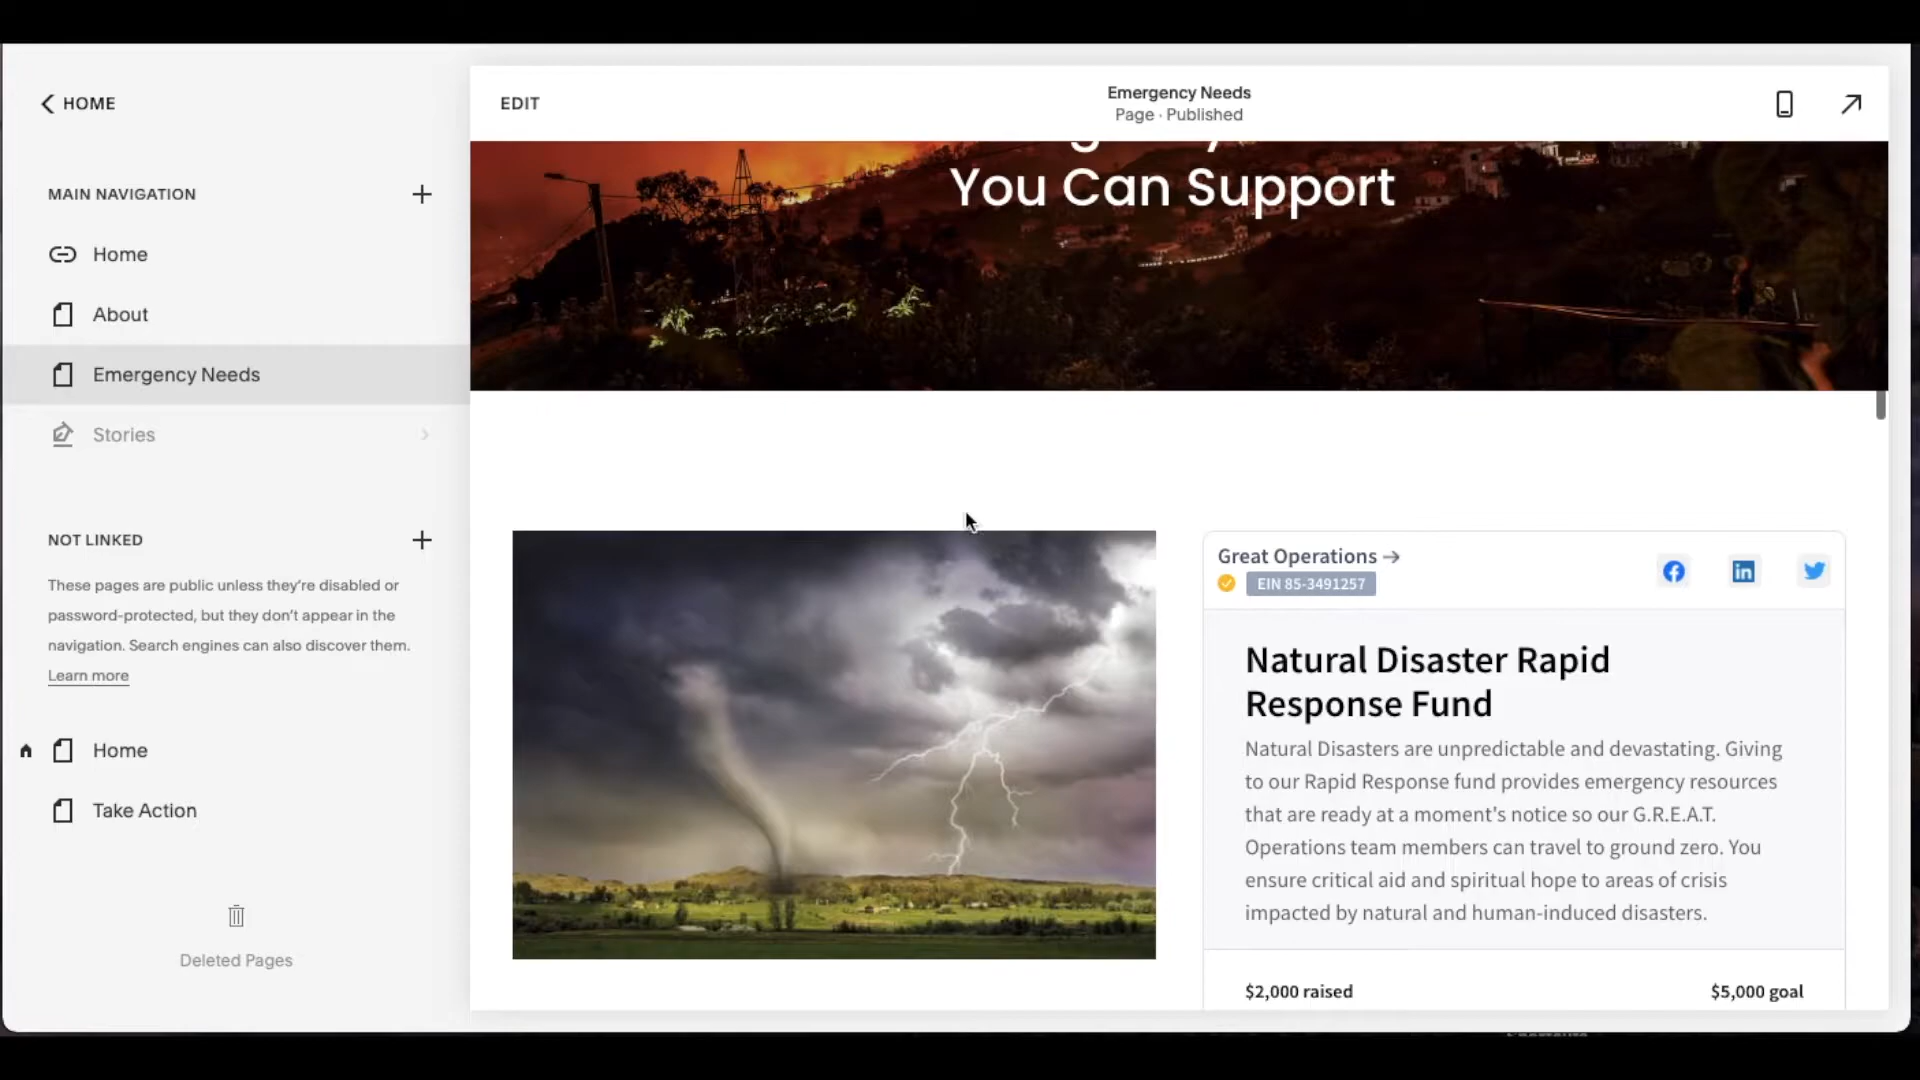 HOME
MAIN NAVIGATION
Home
About
Emergency Needs
Stories
NOT LINKED
These pages are public unless they're disabled or
password-protected, but they don't appear in the
navigation. Search engines can also discover them.
Learn more
Home
Take Action
Deleted Pages
EDIT
Emergency Needs
Page · Published
You Can Support
Great Operations →
EIN 85-3491257
Natural Disaster Rapid
Response Fund
Natural Disasters are unpredictable and devastating. Giving
to our Rapid Response fund provides emergency resources
that are ready at a moment's notice so our G.R.E.A.T.
Operations team members can travel to ground zero. You
ensure critical aid and spiritual hope to areas of crisis
impacted by natural and human-induced disasters.
$2,000 raised
$5,000 goal